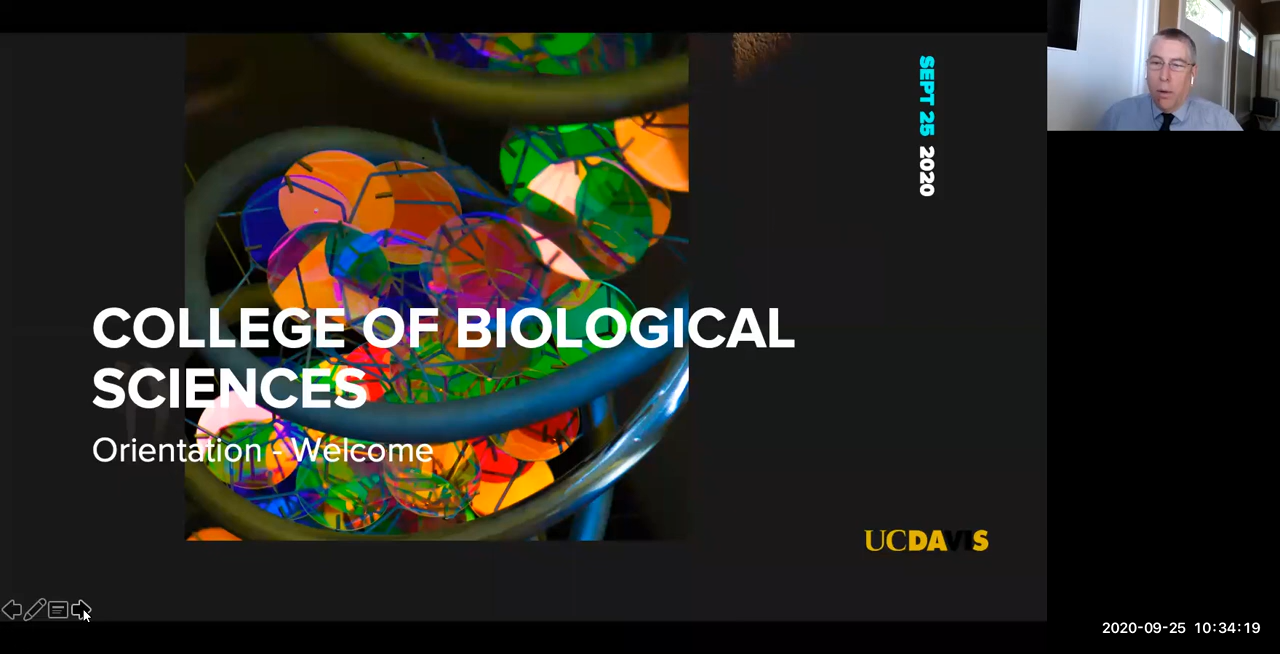 SEPT 25 2020
COLLEGE OF BIOLOGICAL
SCIENCES
Orientation - Welcome
UCDAVIS
2020-09-25 10:34:19